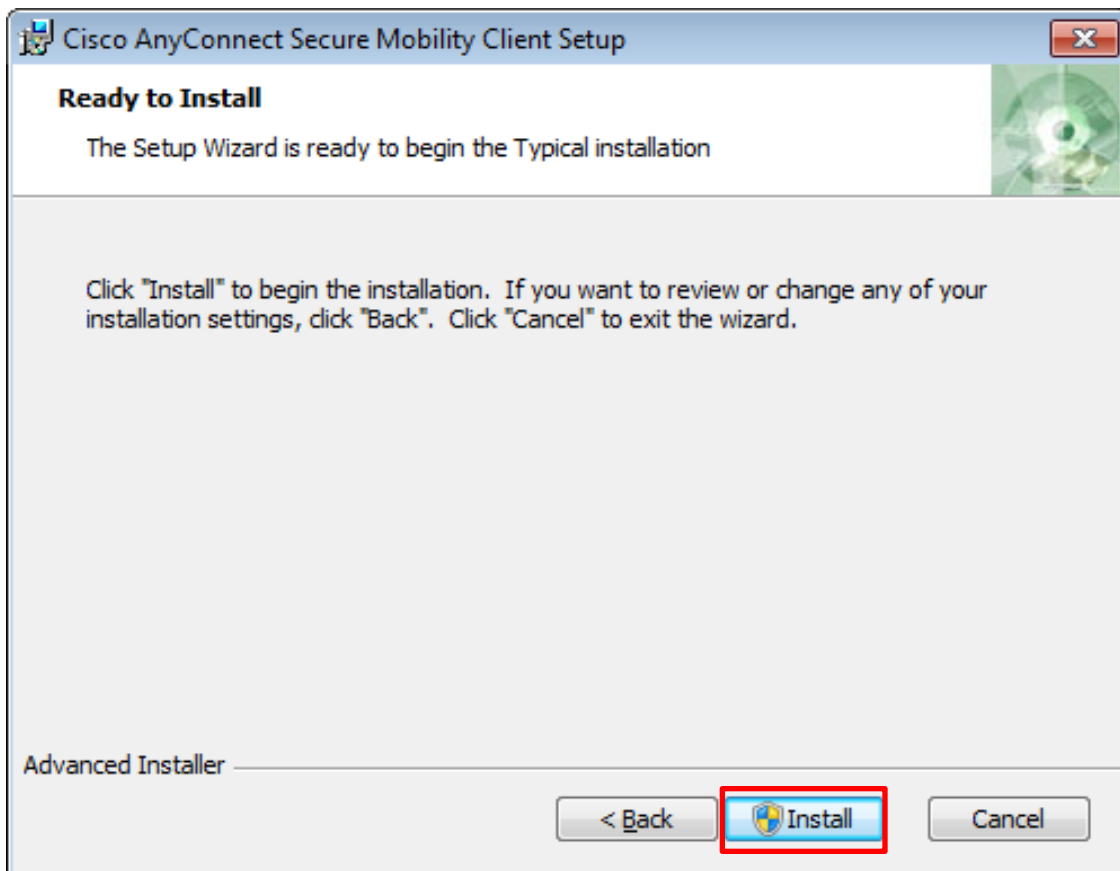 Cisco AnyConnect Secure Mobility Client Setup
Ready to Install
The Setup Wizard is ready to begin the Typical installation
Click "Install" to begin the installation.  If you want to review or change any of your
installation settings, click "Back".  Click "Cancel" to exit the wizard.
Advanced Installer
< Back
Install
Cancel